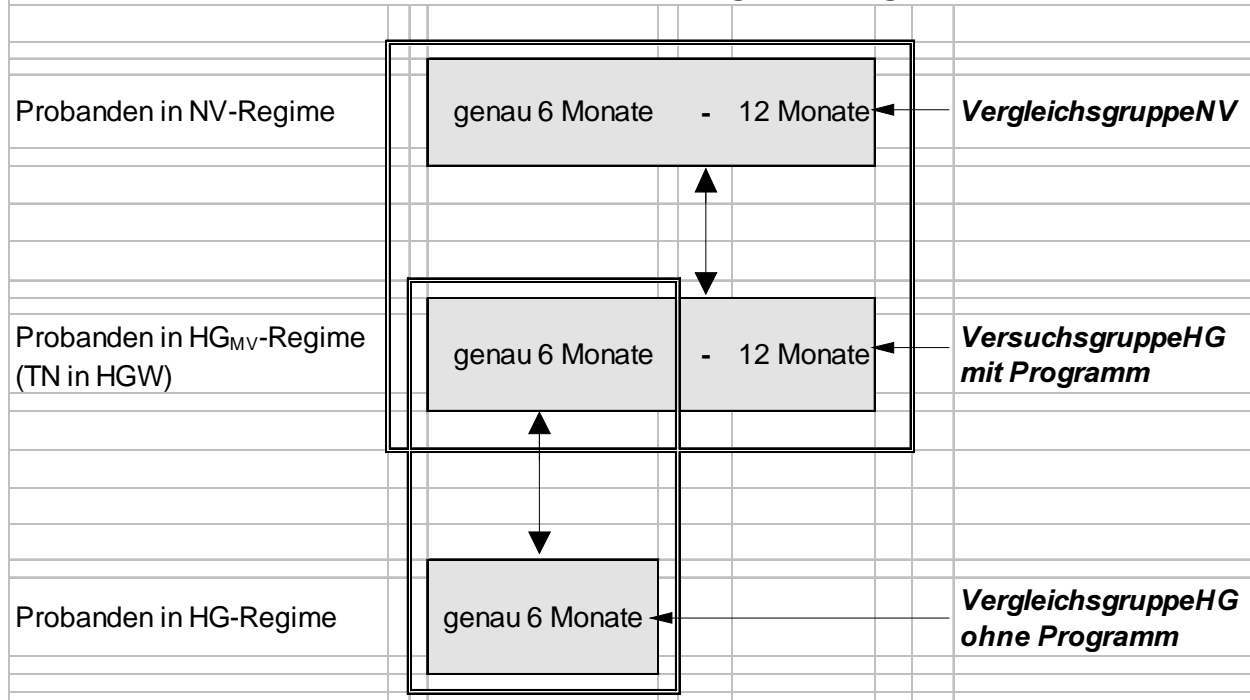 Probanden in NV-Regime
genau 6 Monate - 12 Monate
VergleichsgruppeNV
Probanden in HGMV-Regime
(TN in HGW)
genau 6 Monate - 12 Monate
VersuchsgruppeHG
mit Programm
Probanden in HG-Regime
genau 6 Monate
VergleichsgruppeHG
ohne Programm